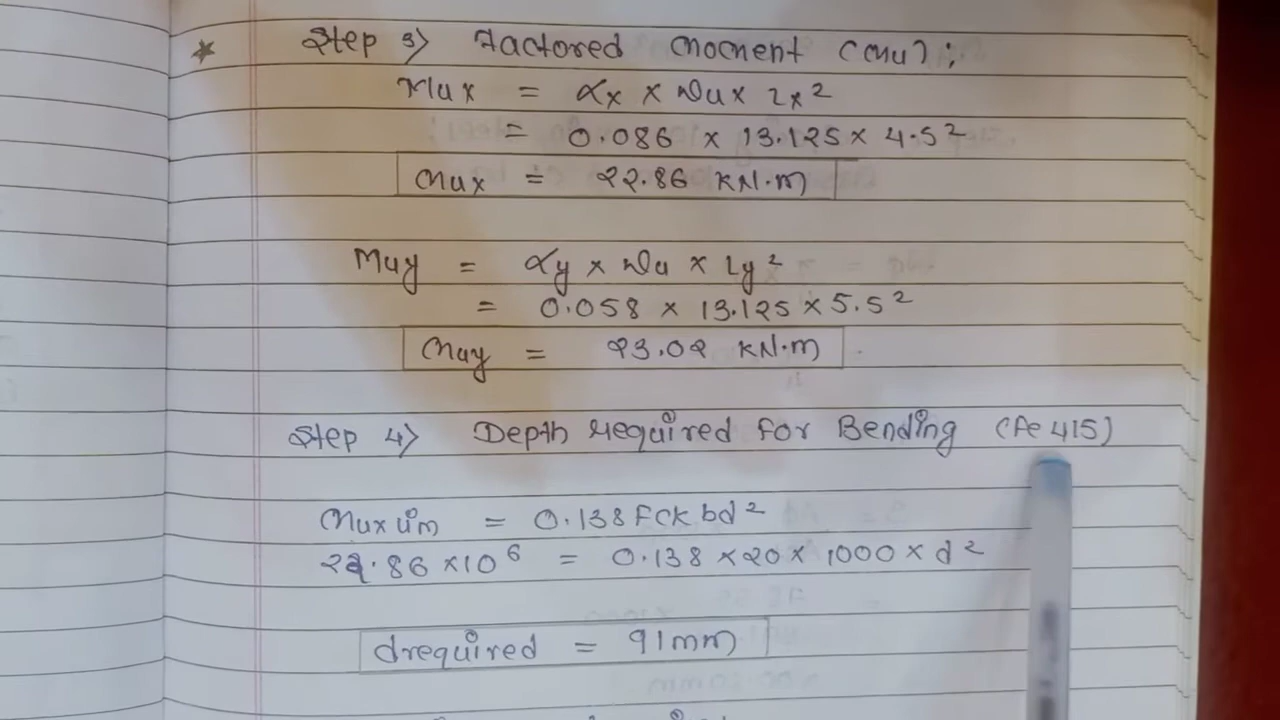 * Step 3) Factored Moment (Mu) :
Mux = αx × Wu × lx²
= 0.086 × 13.125 × 4.5²
Mux = 22.86 KN.m
Muy = αy × Wu × ly²
= 0.058 × 13.125 × 5.5²
Muy = 23.02 KN.m
Step 4) Depth required for Bending (Fe 415)
Mux lim = 0.138 Fck bd²
22.86 × 10⁶ = 0.138 × 20 × 1000 × d²
drequired = 91mm